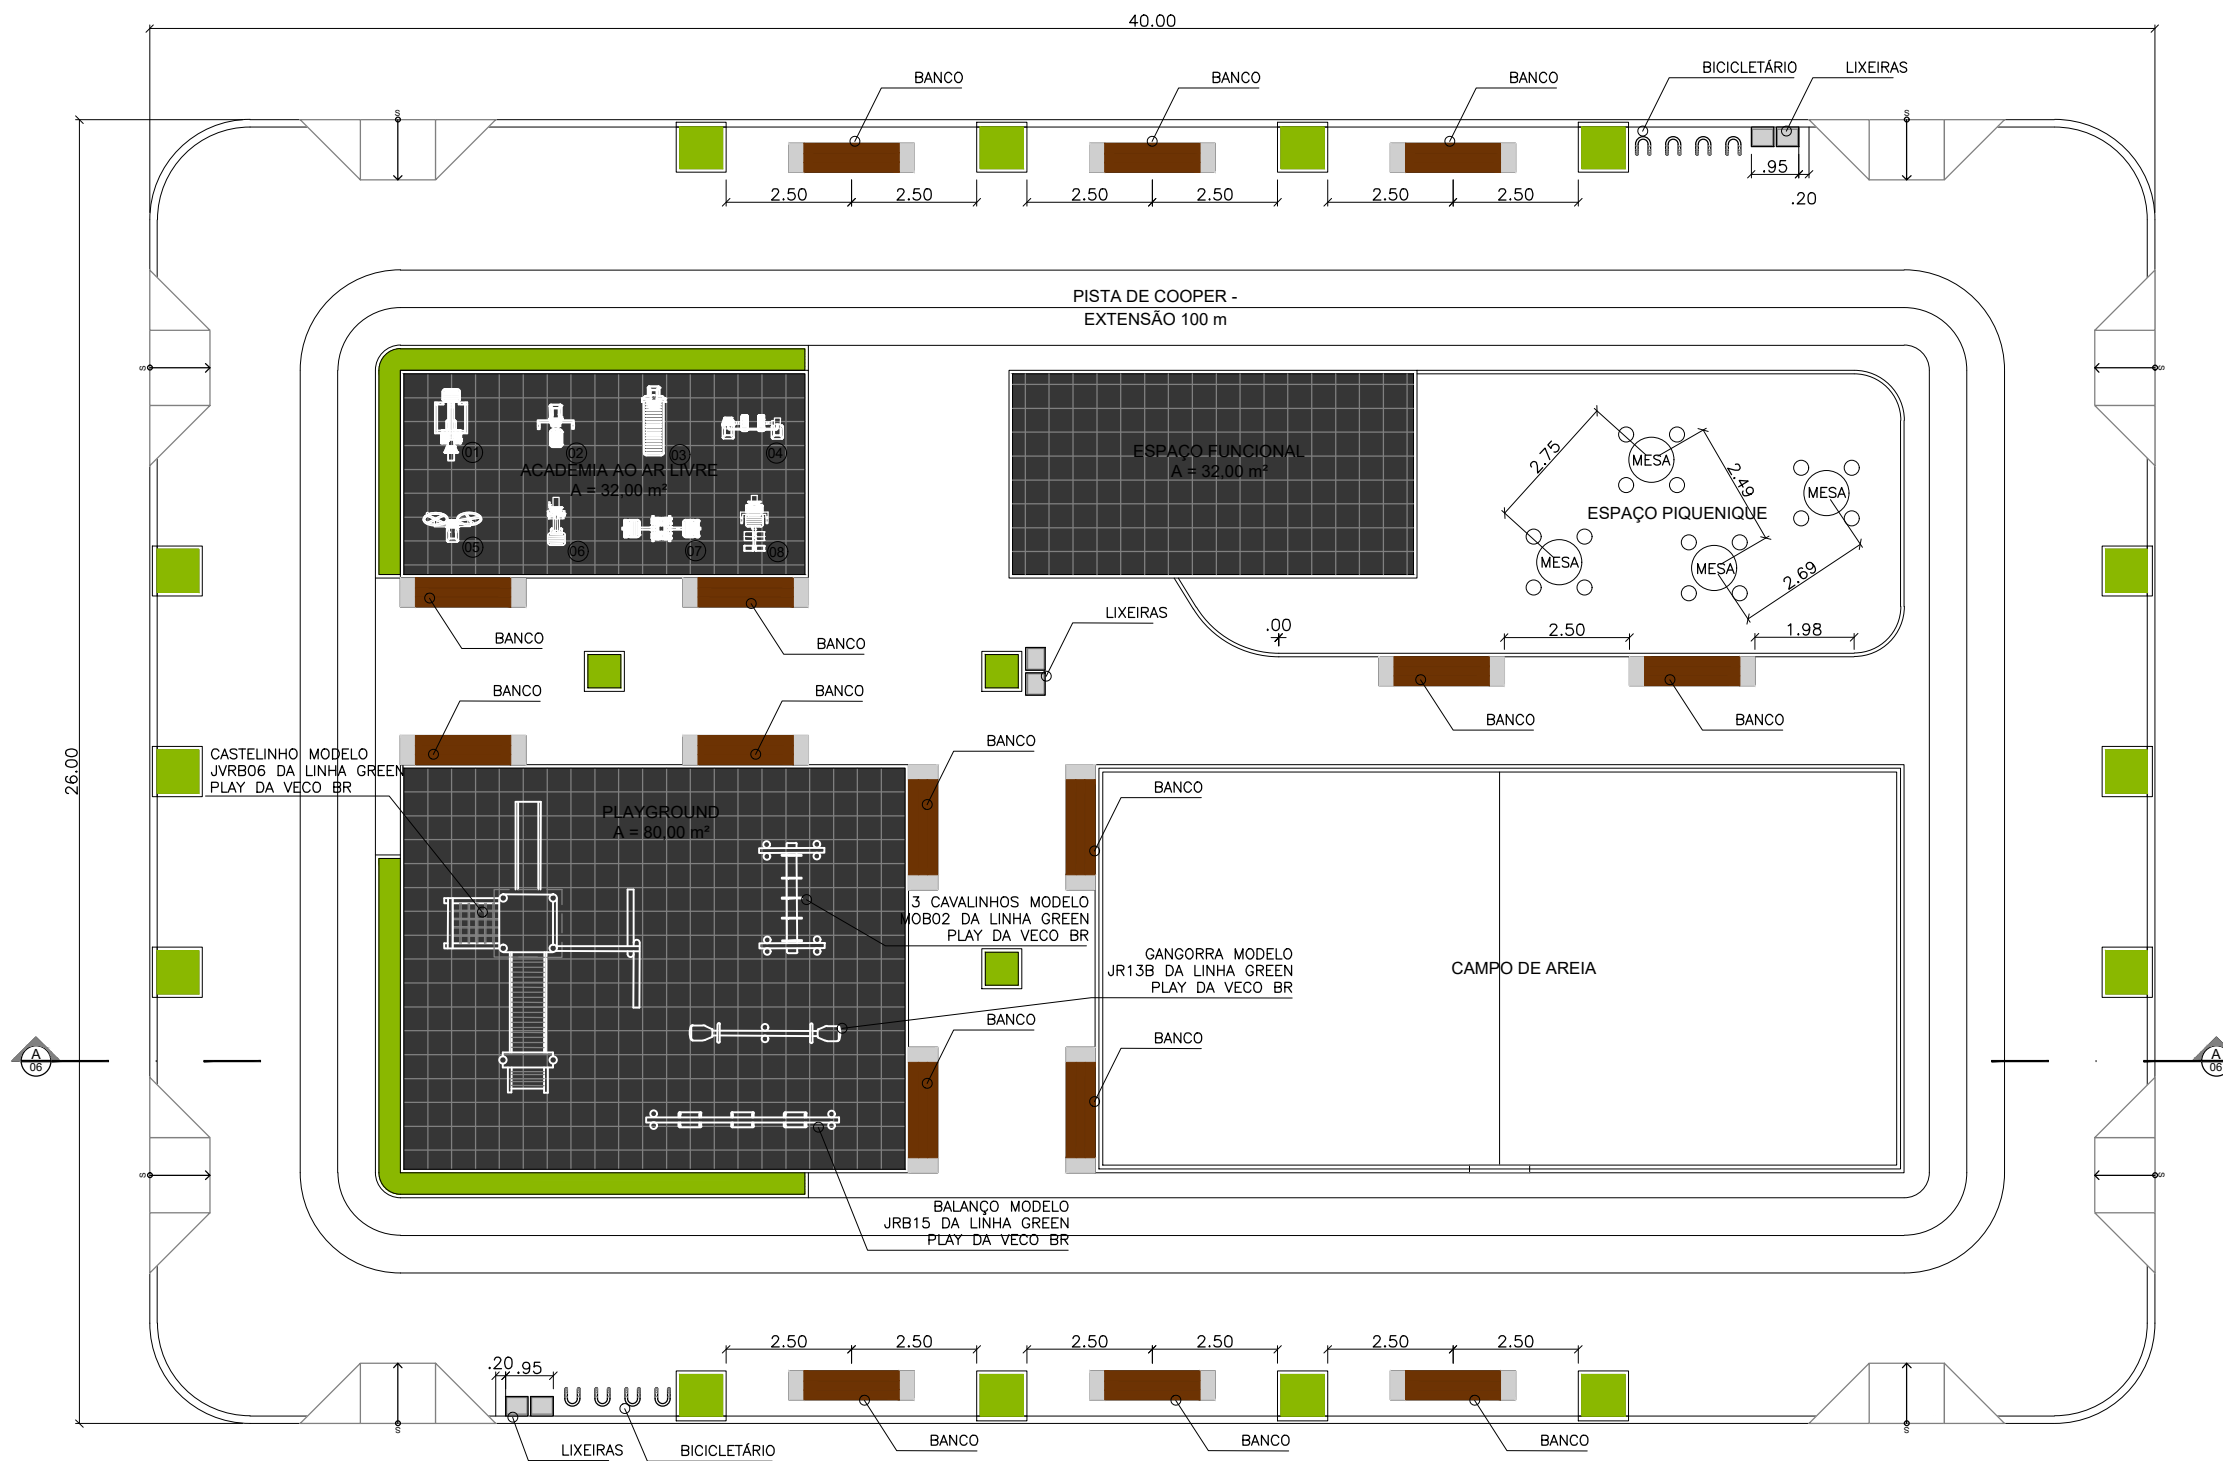 40.00
BANCO
BANCO
BANCO
BICICLETÁRIO
LIXEIRAS
S
S
.95
.20
2.50
2.50
2.50
2.50
2.50
2.50
PISTA DE COOPER -
EXTENSÃO 100 m
S
S
01
02
03
04
ACADEMIA AO AR LIVRE
A = 32,00 m²
05
06
07
08
ESPAÇO FUNCIONAL
A = 32,00 m²
2.75
MESA
2.49
MESA
ESPAÇO PIQUENIQUE
MESA
MESA
2.69
BANCO
BANCO
LIXEIRAS
.00
2.50
1.98
BANCO
BANCO
BANCO
BANCO
26.00
CASTELINHO MODELO
JVRB06 DA LINHA GREEN
PLAY DA VECO BR
BANCO
BANCO
PLAYGROUND
A = 80,00 m²
3 CAVALINHOS MODELO
MOB02 DA LINHA GREEN
PLAY DA VECO BR
GANGORRA MODELO
JR13B DA LINHA GREEN
PLAY DA VECO BR
CAMPO DE AREIA
BANCO
BANCO
A
06
A
06
S
S
BALANÇO MODELO
JRB15 DA LINHA GREEN
PLAY DA VECO BR
2.50
2.50
2.50
2.50
2.50
2.50
.20
.95
S
S
LIXEIRAS
BICICLETÁRIO
BANCO
BANCO
BANCO